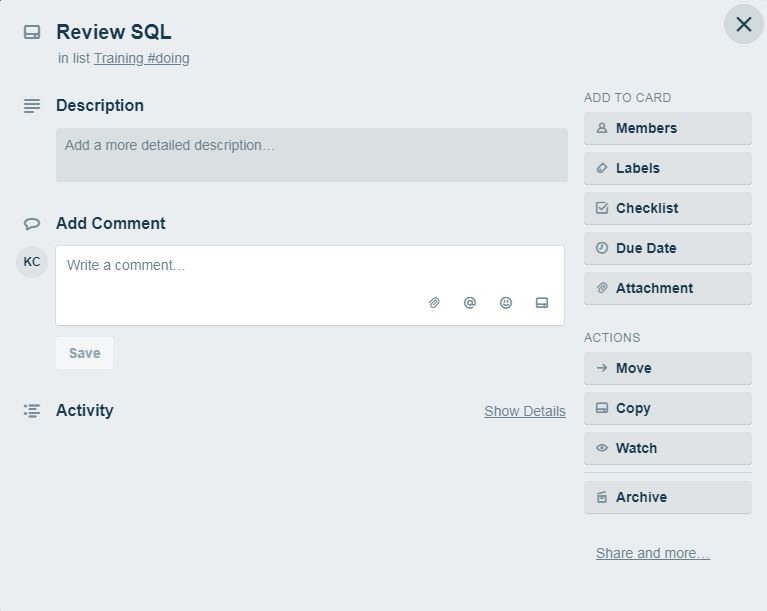 Review SQL
in list Training #doing
Description
Add a more detailed description…
Add Comment
KC
Write a comment…
Save
Activity
Show Details
ADD TO CARD
Members
Labels
Checklist
Due Date
Attachment
ACTIONS
Move
Copy
Watch
Archive
Share and more…